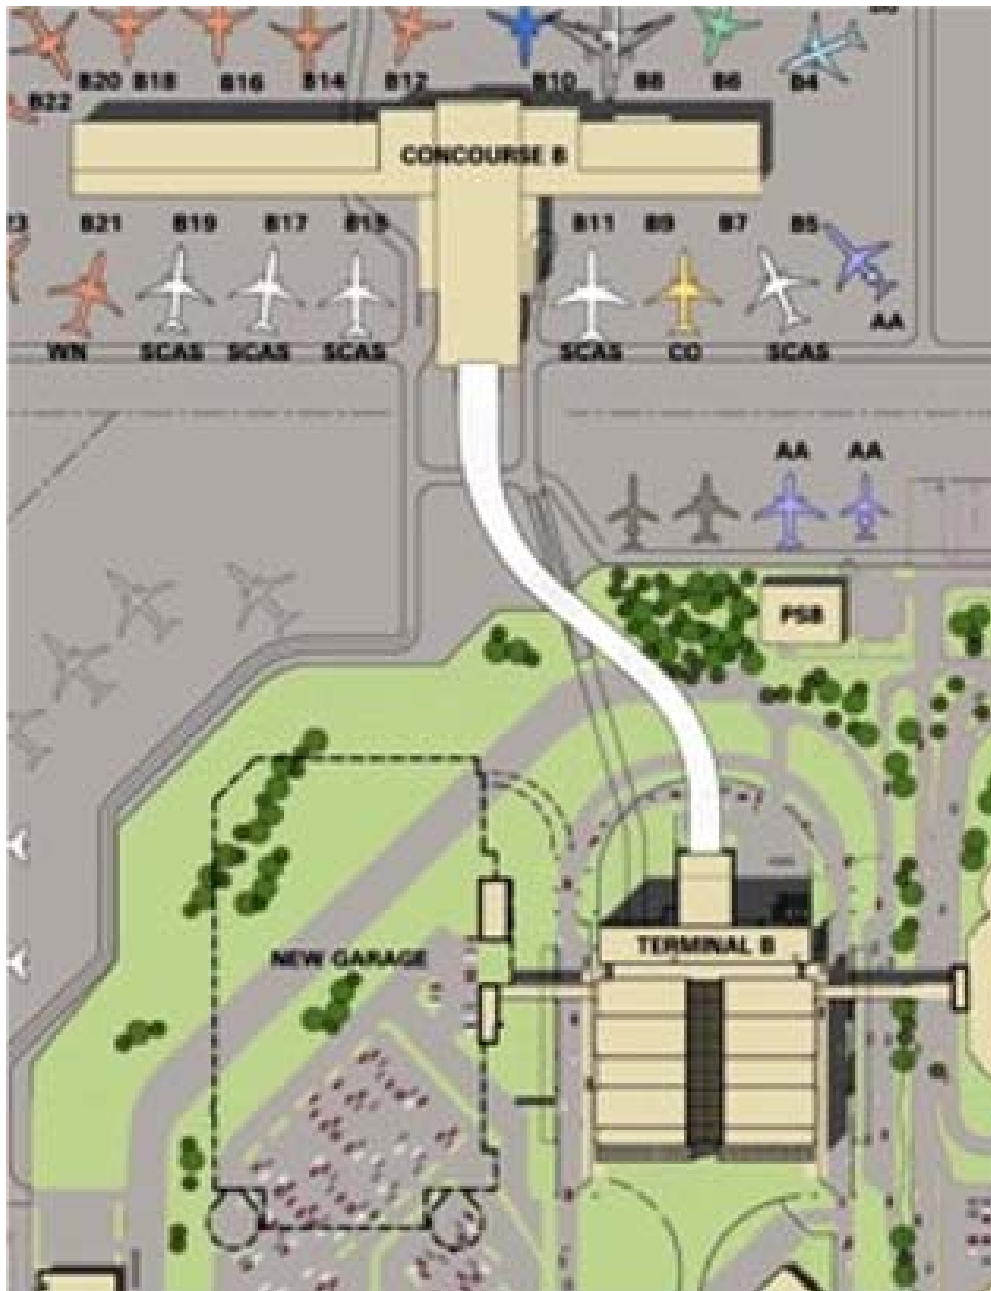 B20 B18 B16 B14 B12 B10 B8 B6 B4
B22
CONCOURSE B
23 B21 B19 B17 B15 B11 B9 B7 B5
AA
WN SCAS SCAS SCAS SCAS CO SCAS
AA AA
PSB
TERMINAL B
NEW GARAGE